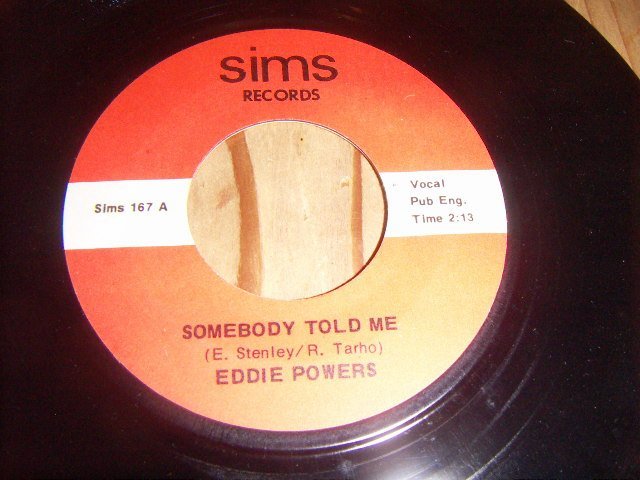 sims
RECORDS
Sims 167 A
Vocal
Pub Eng.
Time 2:13
SOMEBODY TOLD ME
(E. Stenley/R. Tarho)
EDDIE POWERS